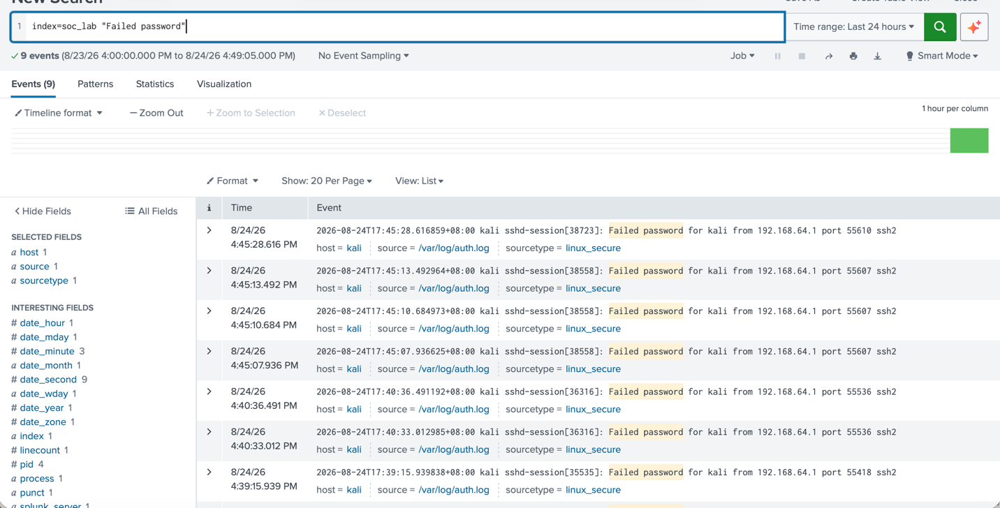 New Search
Save As
Create Table View
Close
1 index=soc_lab "Failed password"
Time range: Last 24 hours
9 events (8/23/26 4:00:00.000 PM to 8/24/26 4:49:05.000 PM)
No Event Sampling
Job
Smart Mode
Events (9)
Patterns
Statistics
Visualization
Timeline format
— Zoom Out
+ Zoom to Selection
× Deselect
1 hour per column
Format
Show: 20 Per Page
View: List
< Hide Fields
All Fields
SELECTED FIELDS
a host 1
a source 1
a sourcetype 1
INTERESTING FIELDS
# date_hour 1
# date_mday 1
# date_minute 3
a date_month 1
# date_second 9
a date_wday 1
# date_year 1
# date_zone 1
a index 1
# linecount 1
# pid 4
a process 1
a punct 1
a splunk_server 1
i
Time
Event
> 8/24/26
4:45:28.616 PM
2026-08-24T17:45:28.616859+08:00 kali sshd-session[38723]: Failed password for kali from 192.168.64.1 port 55610 ssh2
host = kali source = /var/log/auth.log sourcetype = linux_secure
> 8/24/26
4:45:13.492 PM
2026-08-24T17:45:13.492964+08:00 kali sshd-session[38558]: Failed password for kali from 192.168.64.1 port 55607 ssh2
host = kali source = /var/log/auth.log sourcetype = linux_secure
> 8/24/26
4:45:10.684 PM
2026-08-24T17:45:10.684973+08:00 kali sshd-session[38558]: Failed password for kali from 192.168.64.1 port 55607 ssh2
host = kali source = /var/log/auth.log sourcetype = linux_secure
> 8/24/26
4:45:07.936 PM
2026-08-24T17:45:07.936625+08:00 kali sshd-session[38558]: Failed password for kali from 192.168.64.1 port 55607 ssh2
host = kali source = /var/log/auth.log sourcetype = linux_secure
> 8/24/26
4:40:36.491 PM
2026-08-24T17:40:36.491192+08:00 kali sshd-session[36316]: Failed password for kali from 192.168.64.1 port 55536 ssh2
host = kali source = /var/log/auth.log sourcetype = linux_secure
> 8/24/26
4:40:33.012 PM
2026-08-24T17:40:33.012985+08:00 kali sshd-session[36316]: Failed password for kali from 192.168.64.1 port 55536 ssh2
host = kali source = /var/log/auth.log sourcetype = linux_secure
> 8/24/26
4:39:15.939 PM
2026-08-24T17:39:15.939838+08:00 kali sshd-session[35535]: Failed password for kali from 192.168.64.1 port 55418 ssh2
host = kali source = /var/log/auth.log sourcetype = linux_secure